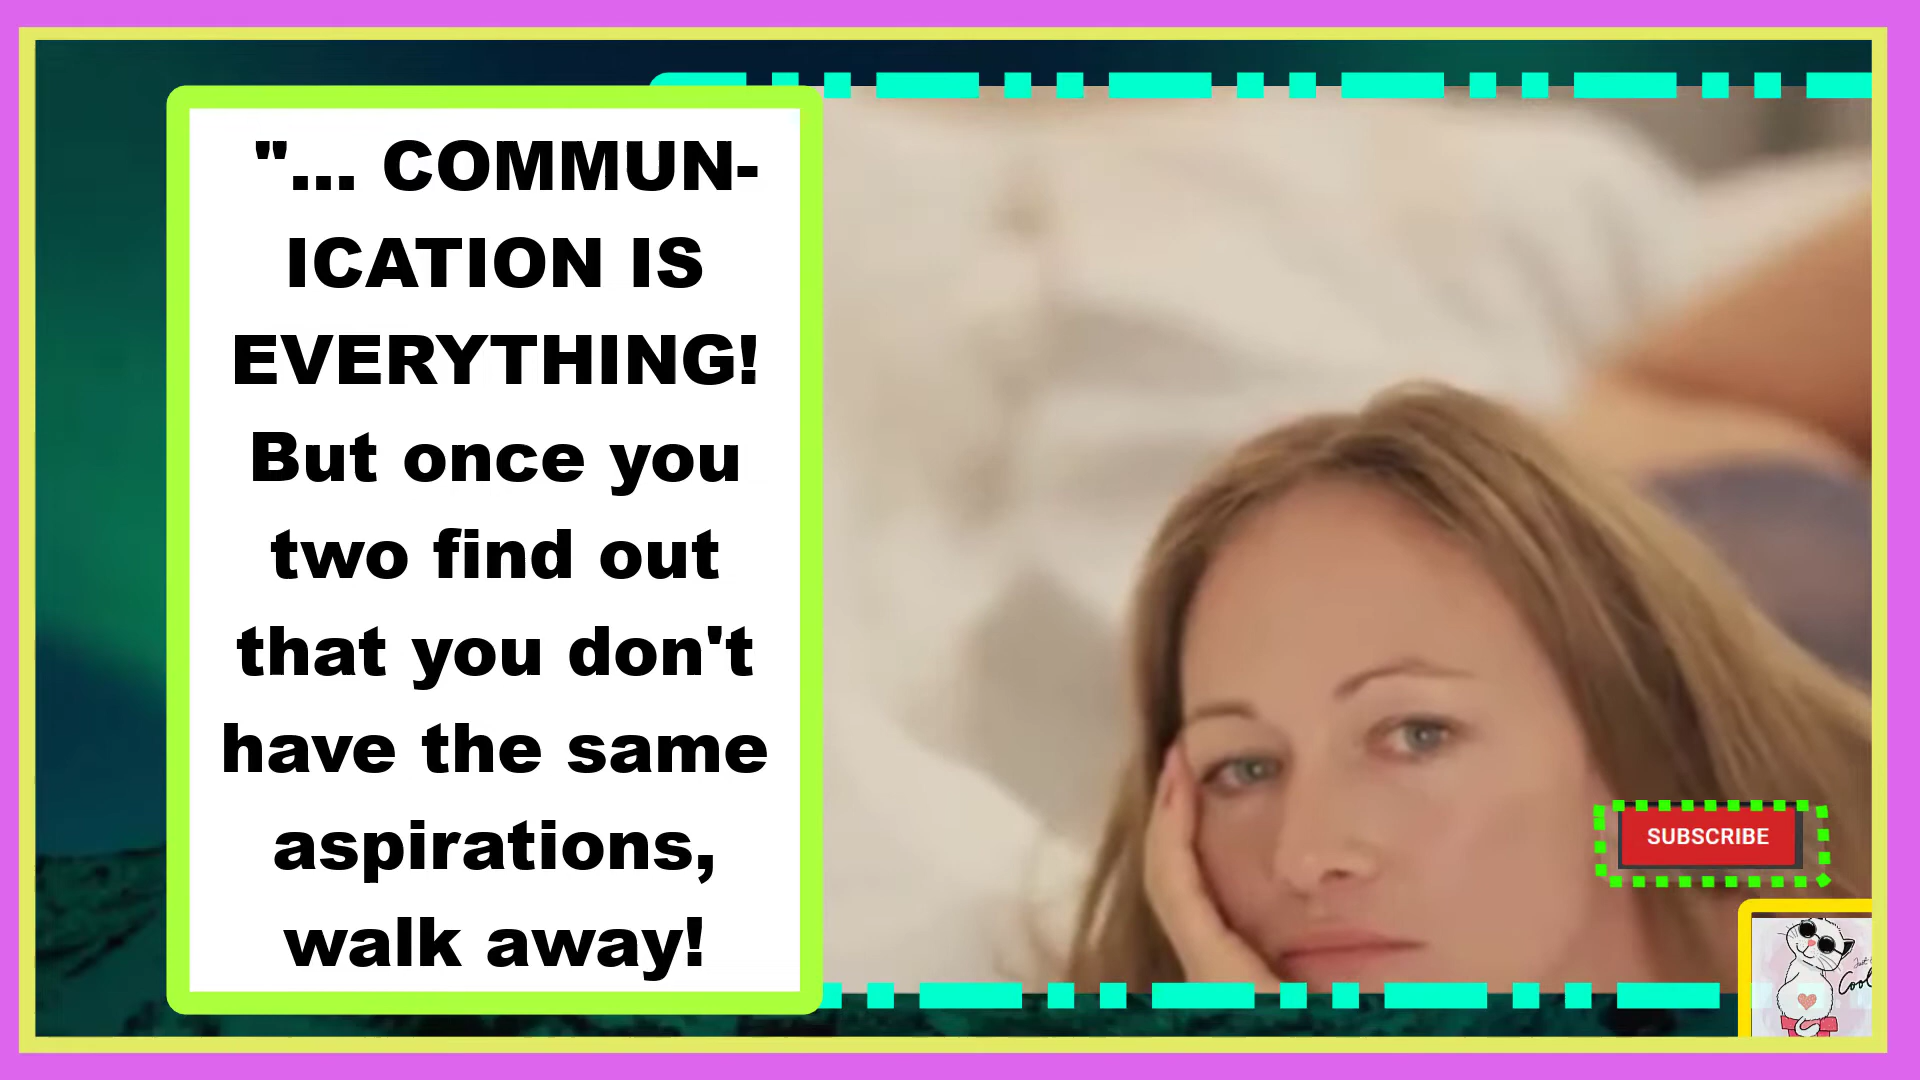 "... COMMUN-
ICATION IS
EVERYTHING!
But once you
two find out
that you don't
have the same
aspirations,
walk away!
SUBSCRIBE
Cool